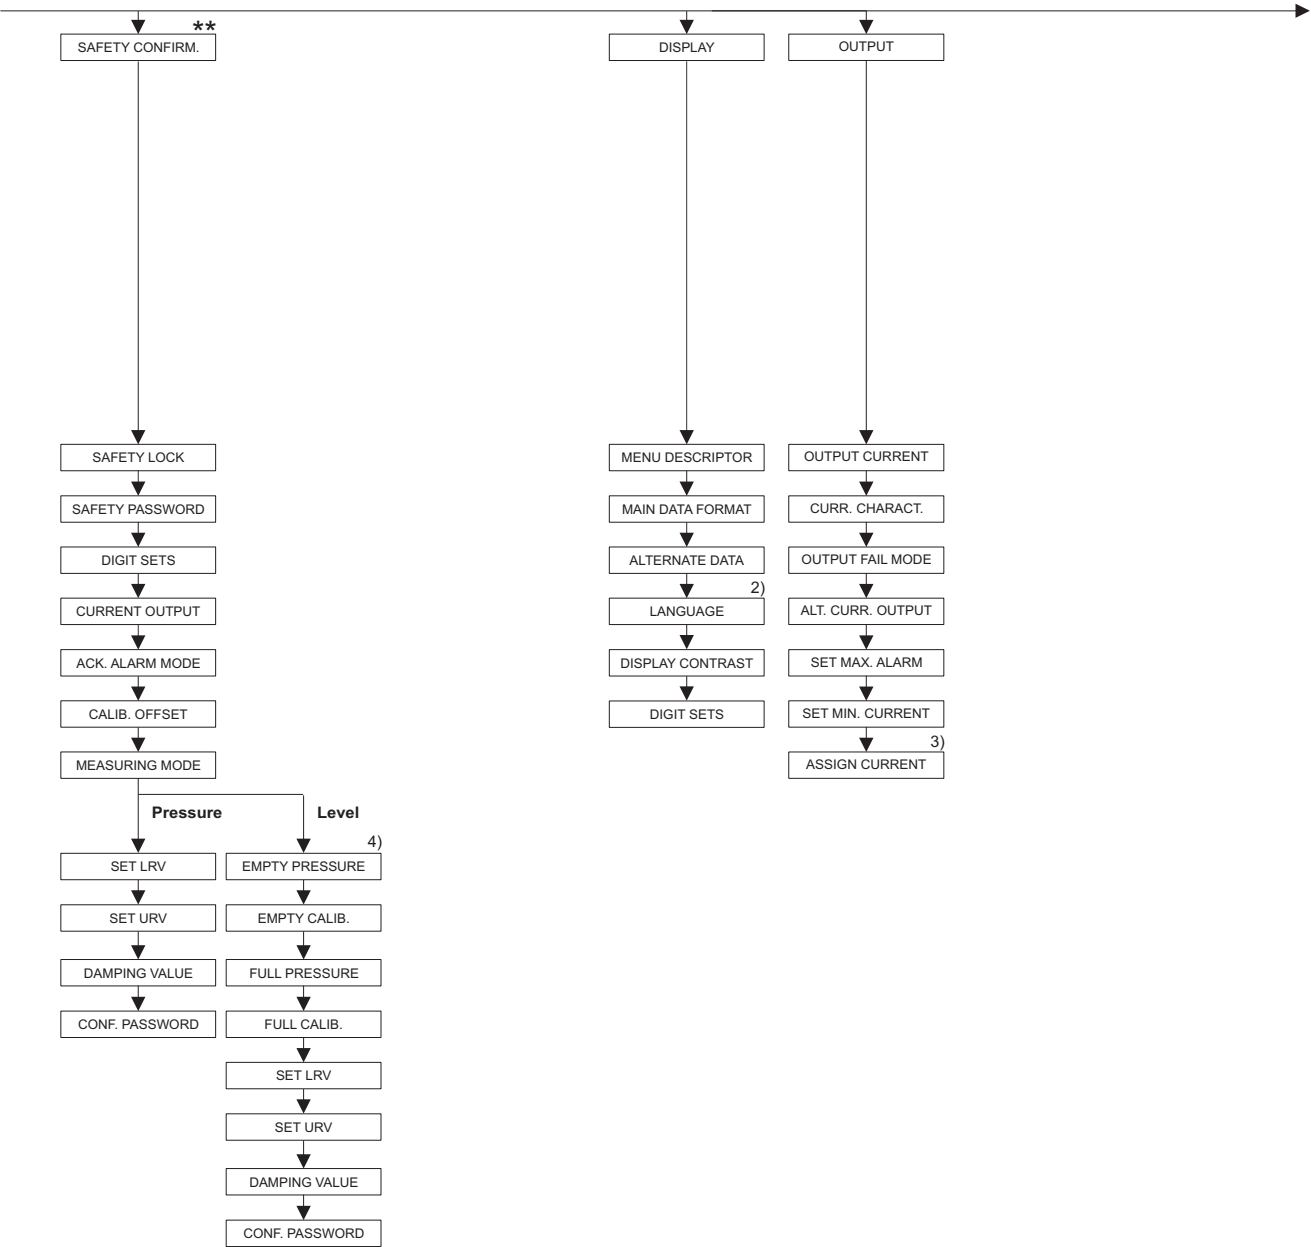 **
SAFETY CONFIRM.
DISPLAY
OUTPUT
SAFETY LOCK
SAFETY PASSWORD
DIGIT SETS
CURRENT OUTPUT
ACK. ALARM MODE
CALIB. OFFSET
MEASURING MODE
Pressure
SET LRV
SET URV
DAMPING VALUE
CONF. PASSWORD
Level
4)
EMPTY PRESSURE
EMPTY CALIB.
FULL PRESSURE
FULL CALIB.
SET LRV
SET URV
DAMPING VALUE
CONF. PASSWORD
MENU DESCRIPTOR
MAIN DATA FORMAT
ALTERNATE DATA
2)
LANGUAGE
DISPLAY CONTRAST
DIGIT SETS
OUTPUT CURRENT
CURR. CHARACT.
OUTPUT FAIL MODE
ALT. CURR. OUTPUT
SET MAX. ALARM
SET MIN. CURRENT
3)
ASSIGN CURRENT